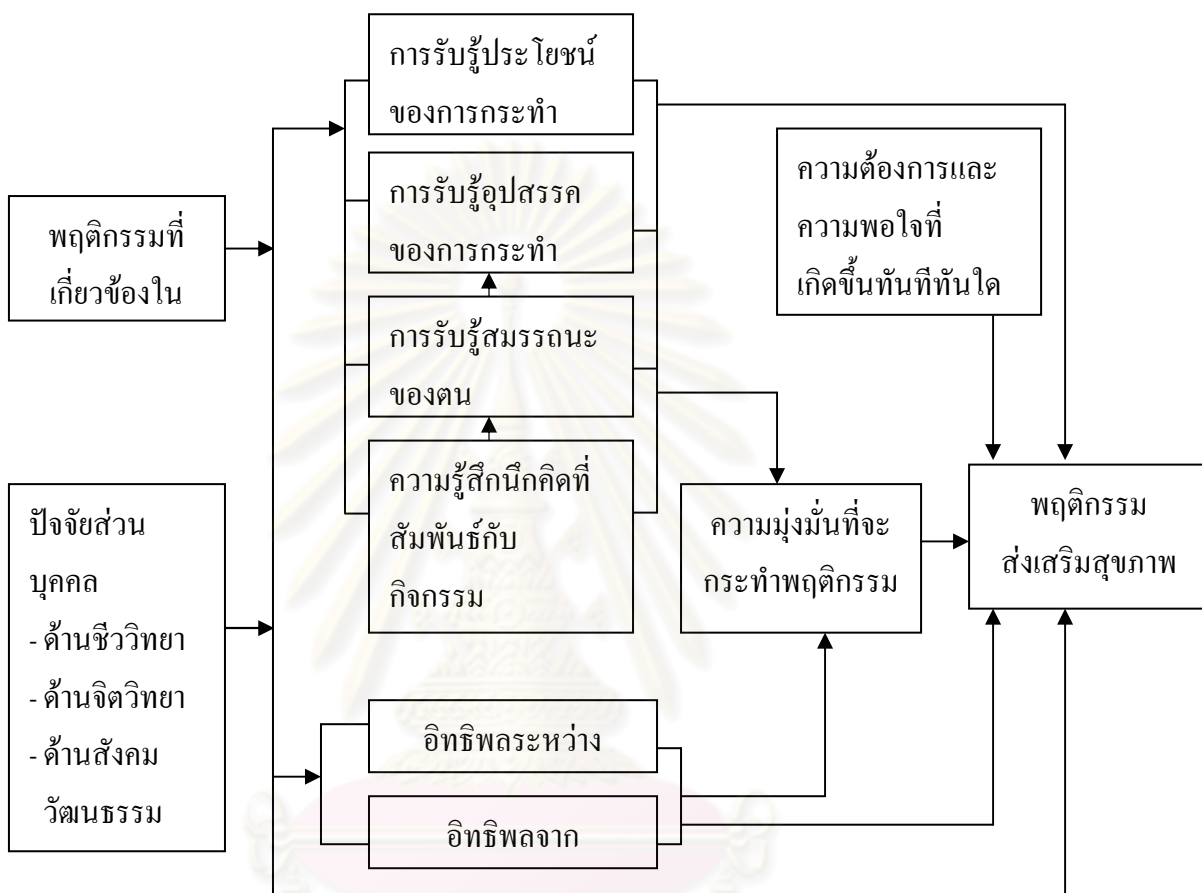 การรับรู้ประโยชน์
ของการกระทำ
การรับรู้อุปสรรค
ของการกระทำ
ความต้องการและ
ความพอใจที่
เกิดขึ้นทันทีทันใด
พฤติกรรมที่
เกี่ยวข้องใน
การรับรู้สมรรถนะ
ของตน
ความรู้สึกนึกคิดที่
สัมพันธ์กับ
กิจกรรม
ความมุ่งมั่นที่จะ
กระทำพฤติกรรม
พฤติกรรม
ส่งเสริมสุขภาพ
ปัจจัยส่วน
บุคคล
- ด้านชีววิทยา
- ด้านจิตวิทยา
- ด้านสังคม
วัฒนธรรม
อิทธิพลระหว่าง
อิทธิพลจาก